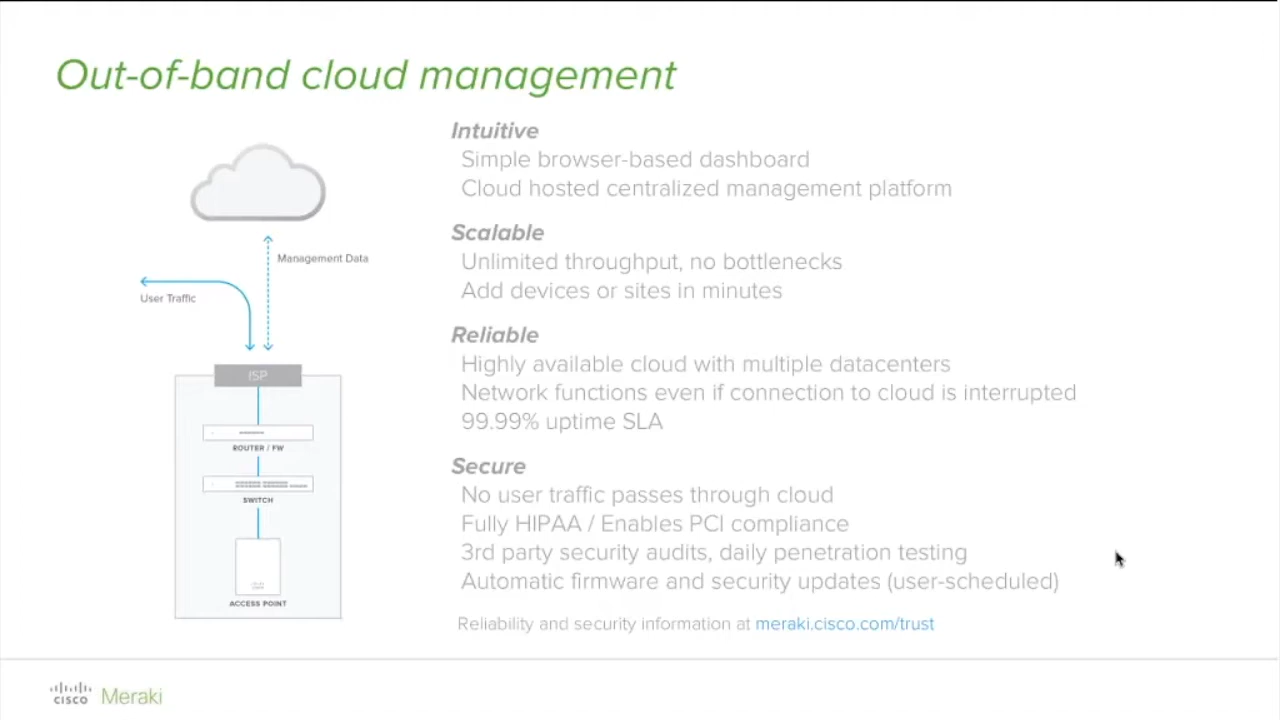 Out-of-band cloud management
Management Data
User Traffic
ISP
ROUTER / FW
SWITCH
ACCESS POINT
Intuitive
Simple browser-based dashboard
Cloud hosted centralized management platform
Scalable
Unlimited throughput, no bottlenecks
Add devices or sites in minutes
Reliable
Highly available cloud with multiple datacenters
Network functions even if connection to cloud is interrupted
99.99% uptime SLA
Secure
No user traffic passes through cloud
Fully HIPAA / Enables PCI compliance
3rd party security audits, daily penetration testing
Automatic firmware and security updates (user-scheduled)
Reliability and security information at meraki.cisco.com/trust
cisco Meraki